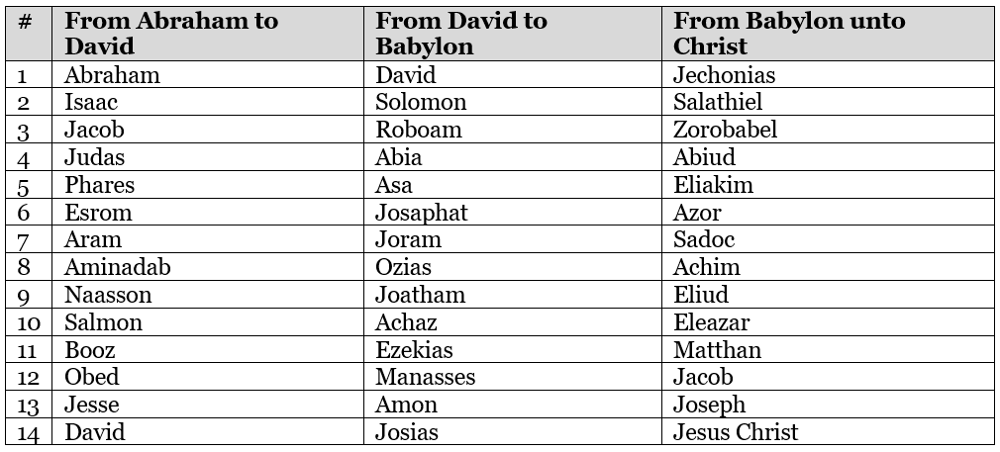 # From Abraham to David From David to Babylon From Babylon unto Christ
1 Abraham David Jechonias
2 Isaac Solomon Salathiel
3 Jacob Roboam Zorobabel
4 Judas Abia Abiud
5 Phares Asa Eliakim
6 Esrom Josaphat Azor
7 Aram Joram Sadoc
8 Aminadab Ozias Achim
9 Naasson Joatham Eliud
10 Salmon Achaz Eleazar
11 Booz Ezekias Matthan
12 Obed Manasses Jacob
13 Jesse Amon Joseph
14 David Josias Jesus Christ